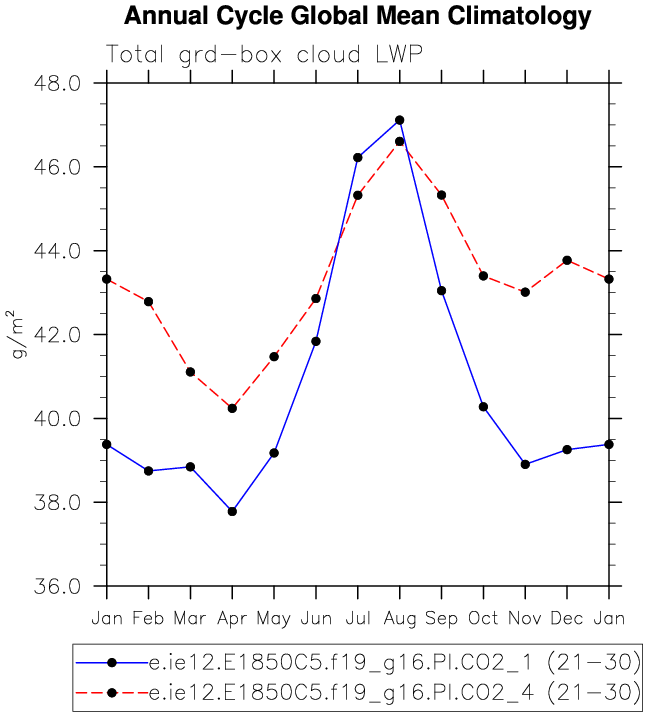 Annual Cycle Global Mean Climatology
Total grd-box cloud LWP
48.0
46.0
44.0
42.0
40.0
38.0
36.0
g/m²
Jan Feb Mar Apr May Jun Jul Aug Sep Oct Nov Dec Jan
e.ie12.E1850C5.f19_g16.PI.CO2_1 (21-30)
e.ie12.E1850C5.f19_g16.PI.CO2_4 (21-30)